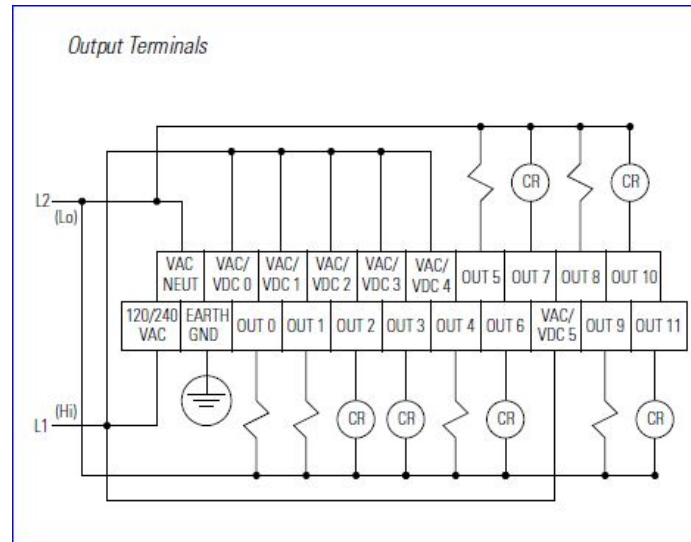 Output Terminals
CR CR
L2 (Lo)
VAC NEUT VAC/ VDC 0 VAC/ VDC 1 VAC/ VDC 2 VAC/ VDC 3 VAC/ VDC 4 OUT 5 OUT 7 OUT 8 OUT 10
120/240 VAC EARTH GND OUT 0 OUT 1 OUT 2 OUT 3 OUT 4 OUT 6 VAC/ VDC 5 OUT 9 OUT 11
L1 (Hi)
CR CR CR CR